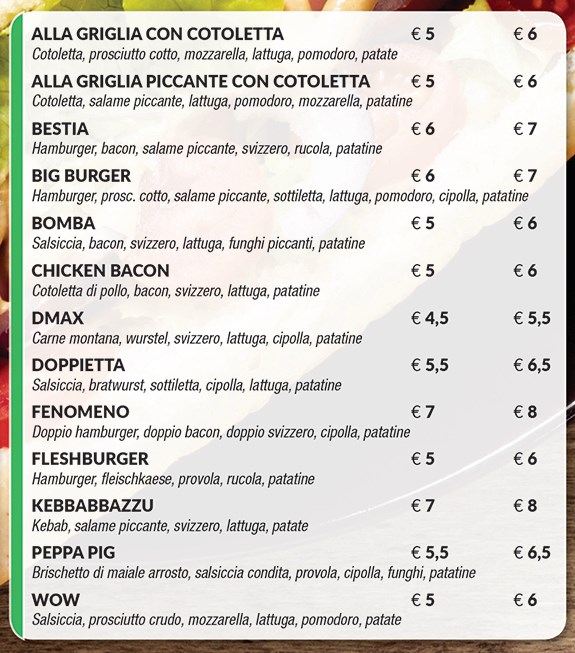 ALLA GRIGLIA CON COTOLETTA € 5 € 6
Cotoletta, prosciutto cotto, mozzarella, lattuga, pomodoro, patate
ALLA GRIGLIA PICCANTE CON COTOLETTA € 5 € 6
Cotoletta, salame piccante, lattuga, pomodoro, mozzarella, patatine
BESTIA € 6 € 7
Hamburger, bacon, salame piccante, svizzero, rucola, patatine
BIG BURGER € 6 € 7
Hamburger, prosc. cotto, salame piccante, sottiletta, lattuga, pomodoro, cipolla, patatine
BOMBA € 5 € 6
Salsiccia, bacon, svizzero, lattuga, funghi piccanti, patatine
CHICKEN BACON € 5 € 6
Cotoletta di pollo, bacon, svizzero, lattuga, patatine
DMAX € 4,5 € 5,5
Carne montana, wurstel, svizzero, lattuga, cipolla, patatine
DOPPIETTA € 5,5 € 6,5
Salsiccia, bratwurst, sottiletta, cipolla, lattuga, patatine
FENOMENO € 7 € 8
Doppio hamburger, doppio bacon, doppio svizzero, cipolla, patatine
FLESHBURGER € 5 € 6
Hamburger, fleischkaese, provola, rucola, patatine
KEBBABBAZZU € 7 € 8
Kebab, salame piccante, svizzero, lattuga, patate
PEPPA PIG € 5,5 € 6,5
Brischetto di maiale arrosto, salsiccia condita, provola, cipolla, funghi, patatine
WOW € 5 € 6
Salsiccia, prosciutto crudo, mozzarella, lattuga, pomodoro, patate